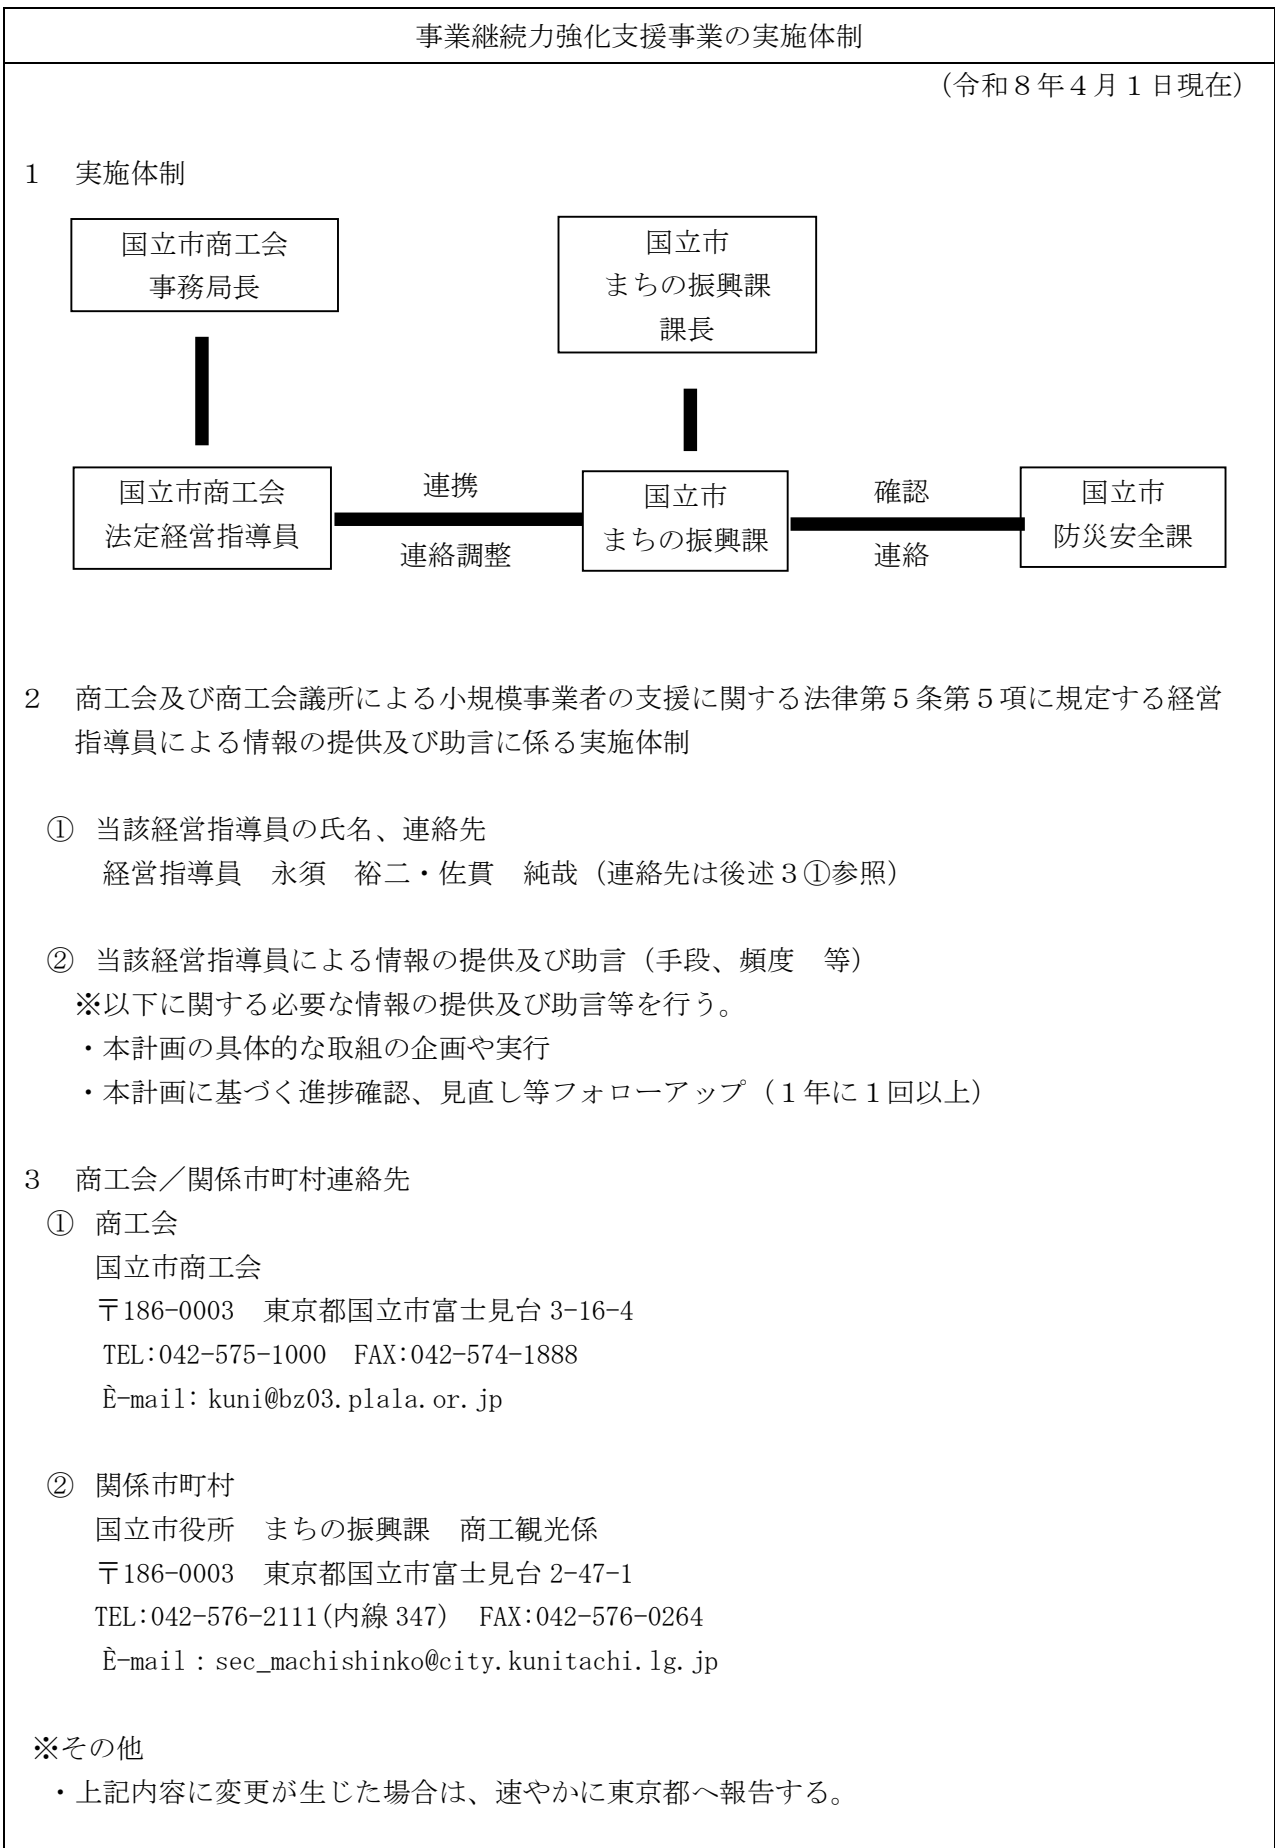 事業継続力強化支援事業の実施体制
（令和８年４月１日現在）
１　実施体制
国立市商工会
事務局長
国立市
まちの振興課
課長
国立市商工会
法定経営指導員
連携
連絡調整
国立市
まちの振興課
確認
連絡
国立市
防災安全課
２　商工会及び商工会議所による小規模事業者の支援に関する法律第５条第５項に規定する経営
指導員による情報の提供及び助言に係る実施体制
① 当該経営指導員の氏名、連絡先
経営指導員　永須　裕二・佐貫　純哉（連絡先は後述３①参照）
② 当該経営指導員による情報の提供及び助言（手段、頻度　等）
※以下に関する必要な情報の提供及び助言等を行う。
・本計画の具体的な取組の企画や実行
・本計画に基づく進捗確認、見直し等フォローアップ（１年に１回以上）
３　商工会／関係市町村連絡先
① 商工会
国立市商工会
〒186-0003　東京都国立市富士見台 3-16-4
TEL:042-575-1000　FAX:042-574-1888
È-mail: kuni@bz03.plala.or.jp
② 関係市町村
国立市役所　まちの振興課　商工観光係
〒186-0003　東京都国立市富士見台 2-47-1
TEL:042-576-2111(内線 347)　FAX:042-576-0264
È-mail：sec_machishinko@city.kunitachi.lg.jp
※その他
・上記内容に変更が生じた場合は、速やかに東京都へ報告する。